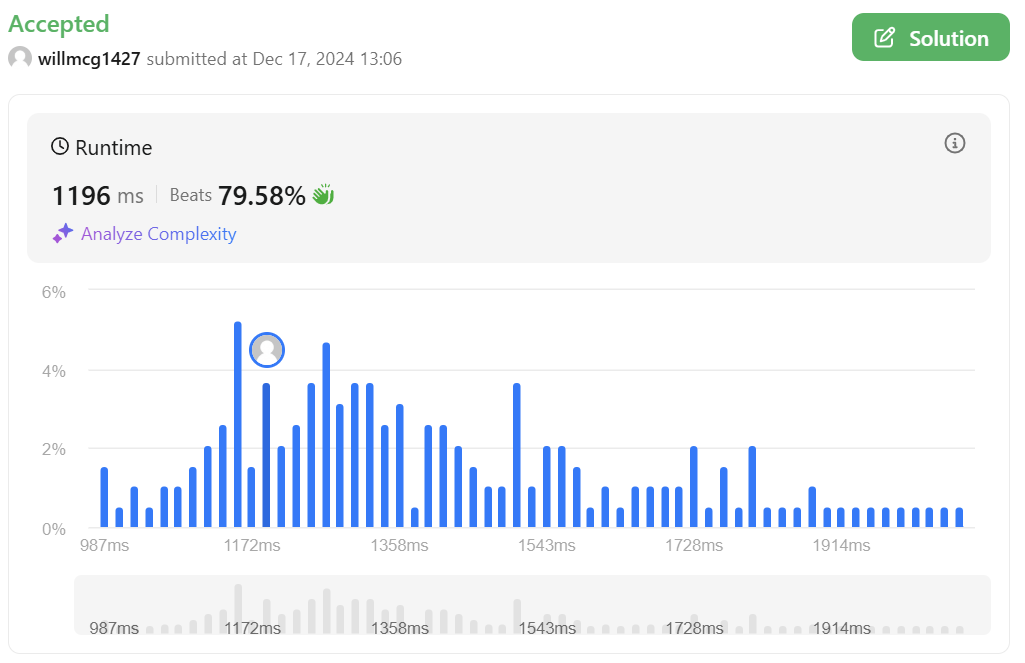 Accepted
Solution
willmcg1427 submitted at Dec 17, 2024 13:06
Runtime
1196 ms Beats 79.58%
Analyze Complexity
6%
4%
2%
0%
987ms 1172ms 1358ms 1543ms 1728ms 1914ms
987ms 1172ms 1358ms 1543ms 1728ms 1914ms